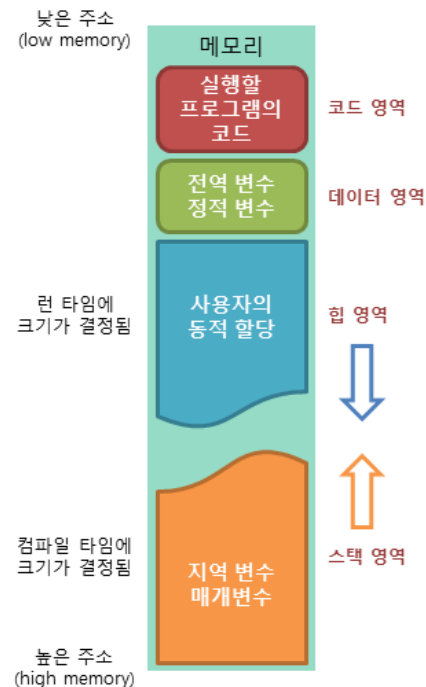 낮은 주소
(low memory)
메모리
실행할
프로그램의
코드
코드 영역
전역 변수
정적 변수
데이터 영역
런 타임에
크기가 결정됨
사용자의
동적 할당
힙 영역
컴파일 타임에
크기가 결정됨
지역 변수
매개변수
스택 영역
높은 주소
(high memory)